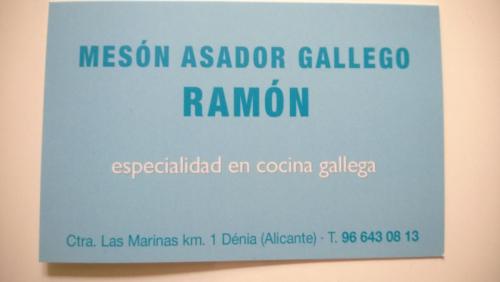 MESÓN ASADOR GALLEGO
RAMÓN
especialidad en cocina gallega
Ctra. Las Marinas km. 1 Dénia (Alicante) · T. 96 643 08 13